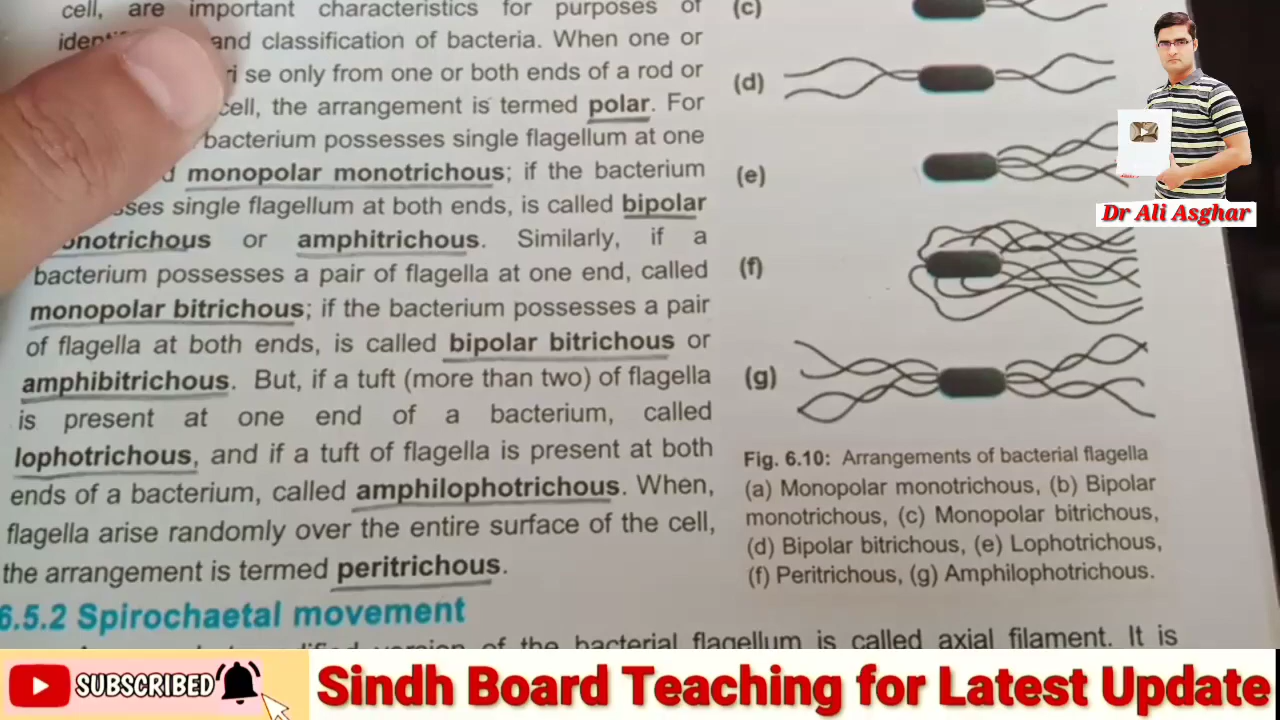 cell, are important characteristics for purposes of
and classification of bacteria. When one or
se only from one or both ends of a rod or
cell, the arrangement is termed polar. For
bacterium possesses single flagellum at one
monopolar monotrichous; if the bacterium
single flagellum at both ends, is called bipolar
or amphitrichous. Similarly, if a
bacterium possesses a pair of flagella at one end, called
monopolar bitrichous; if the bacterium possesses a pair
of flagella at both ends, is called bipolar bitrichous or
amphibitrichous. But, if a tuft (more than two) of flagella
is present at one end of a bacterium, called
lophotrichous, and if a tuft of flagella is present at both
ends of a bacterium, called amphilophotrichous. When,
flagella arise randomly over the entire surface of the cell,
the arrangement is termed peritrichous.
6.5.2 Spirochaetal movement
of the bacterial flagellum is called axial filament. It is
(c)
(d)
(e)
(f)
(g)
Fig. 6.10: Arrangements of bacterial flagella
(a) Monopolar monotrichous, (b) Bipolar
monotrichous, (c) Monopolar bitrichous,
(d) Bipolar bitrichous, (e) Lophotrichous,
(f) Peritrichous, (g) Amphilophotrichous.
Dr Ali Asghar
SUBSCRIBED
Sindh Board Teaching for Latest Update